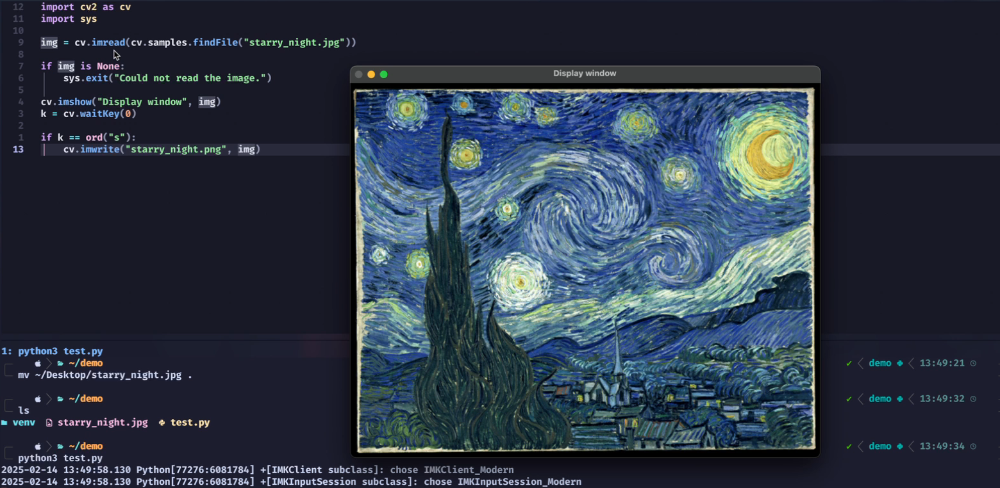 12 import cv2 as cv
11 import sys
10
9 img = cv.imread(cv.samples.findFile("starry_night.jpg"))
8
7 if img is None:
6     sys.exit("Could not read the image.")
5
4 cv.imshow("Display window", img)
3 k = cv.waitKey(0)
2
1 if k == ord("s"):
13     cv.imwrite("starry_night.png", img)
Display window
1: python3 test.py
~/demo demo 13:49:21
mv ~/Desktop/starry_night.jpg .
~/demo demo 13:49:32
ls
venv starry_night.jpg test.py
~/demo demo 13:49:34
python3 test.py
2025-02-14 13:49:58.130 Python[77276:6081784] +[IMKClient subclass]: chose IMKClient_Modern
2025-02-14 13:49:58.130 Python[77276:6081784] +[IMKInputSession subclass]: chose IMKInputSession_Modern